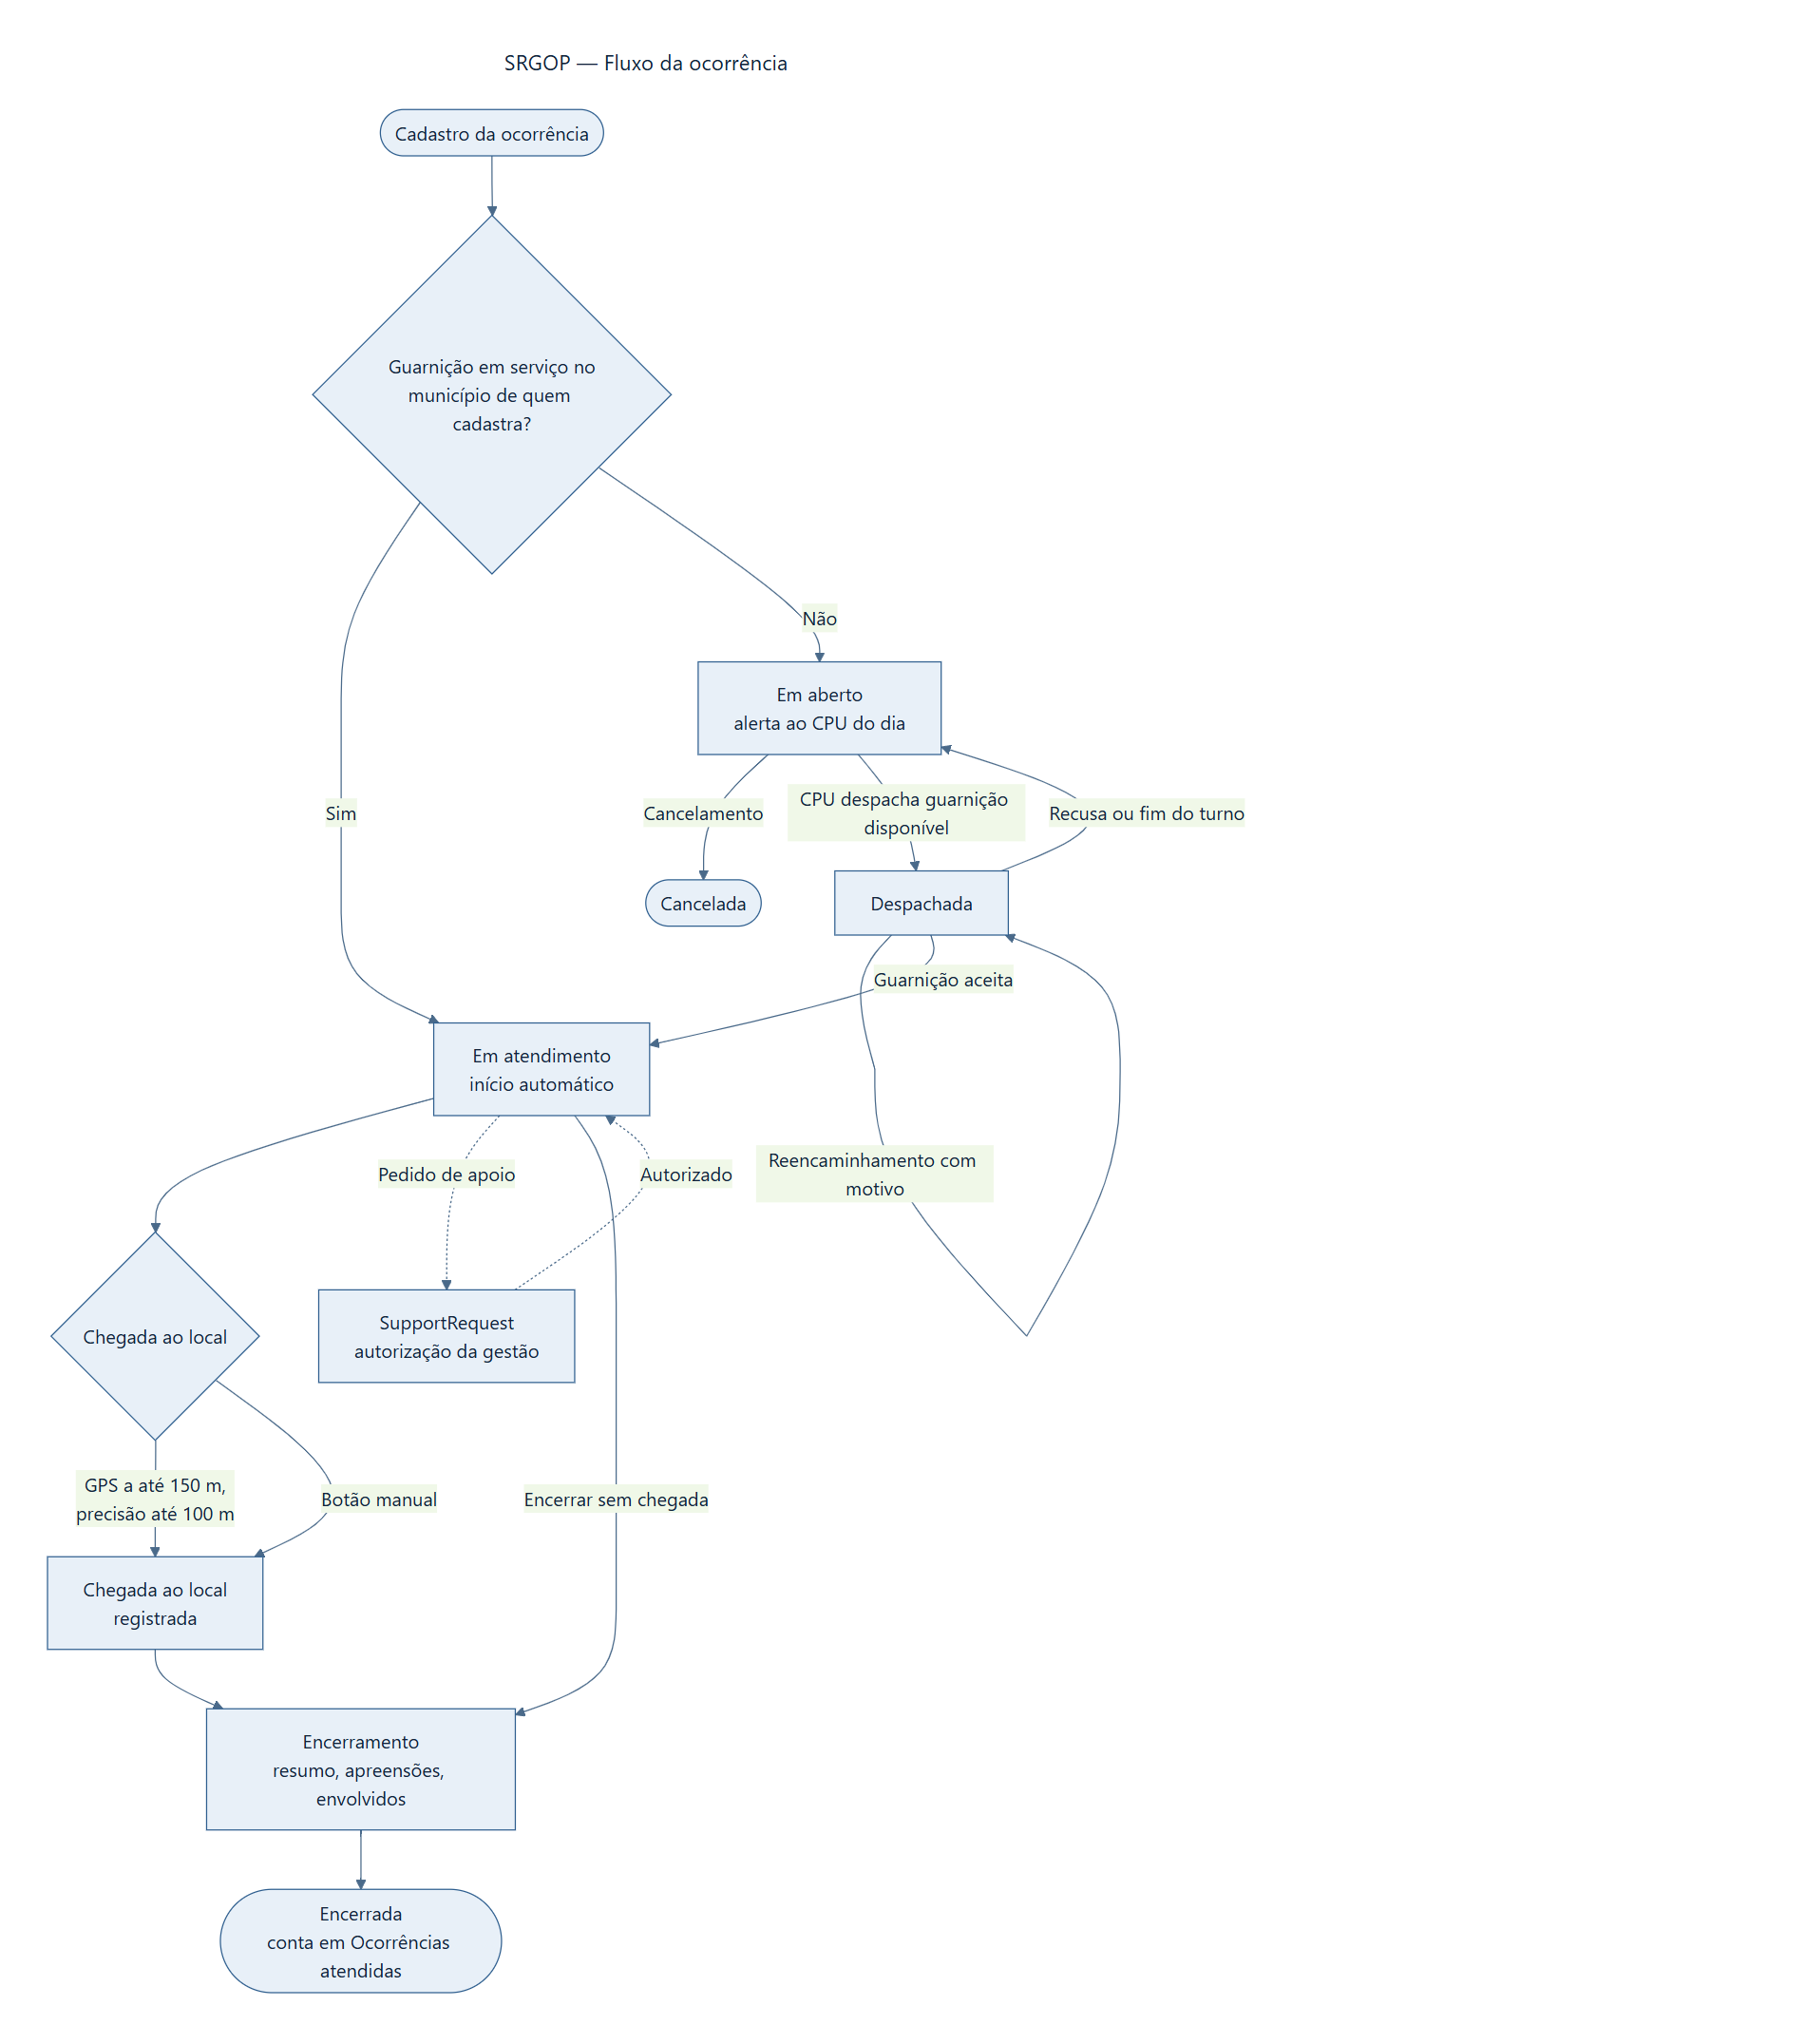 SRGOP — Fluxo da ocorrência
Cadastro da ocorrência
Guarnição em serviço no
município de quem
cadastra?
Não
Em aberto
alerta ao CPU do dia
Sim
Cancelamento
CPU despacha guarnição
disponível
Recusa ou fim do turno
Cancelada
Despachada
Guarnição aceita
Em atendimento
início automático
Pedido de apoio
Autorizado
Reencaminhamento com
motivo
Chegada ao local
SupportRequest
autorização da gestão
GPS a até 150 m,
precisão até 100 m
Botão manual
Encerrar sem chegada
Chegada ao local
registrada
Encerramento
resumo, apreensões,
envolvidos
Encerrada
conta em Ocorrências
atendidas